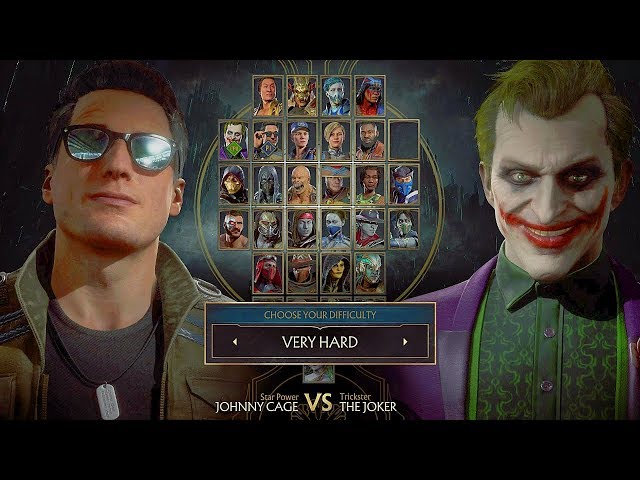 CHOOSE YOUR DIFFICULTY
VERY HARD
Star Power
JOHNNY CAGE
VS
Trickster
THE JOKER